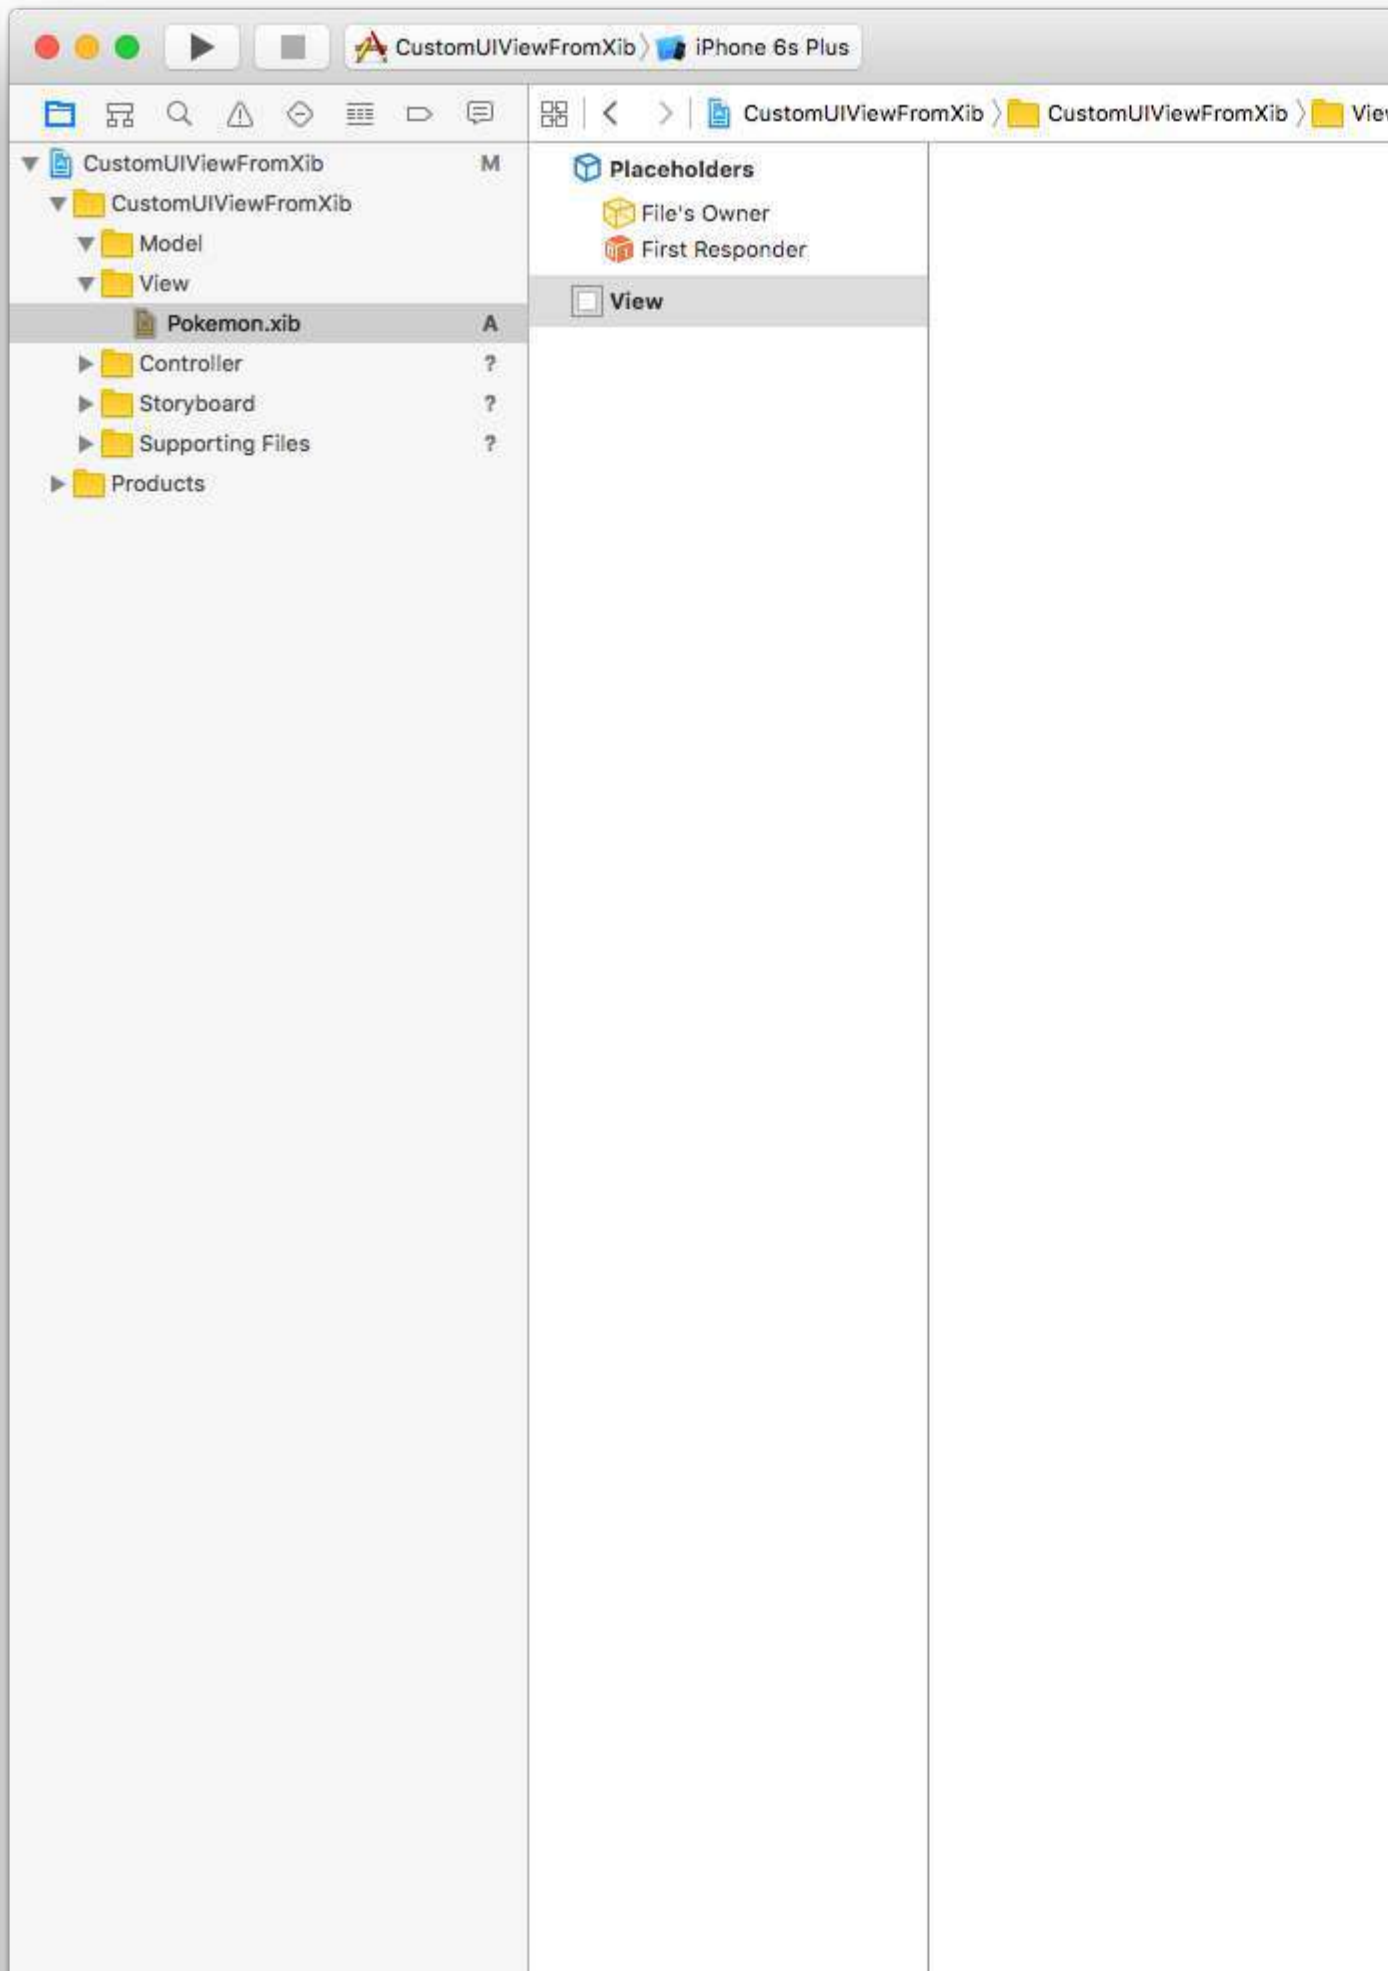 CustomUIViewFromXib iPhone 6s Plus
CustomUIViewFromXib CustomUIViewFromXib
CustomUIViewFromXib M
CustomUIViewFromXib
Model
View
Pokemon.xib A
Controller ?
Storyboard ?
Supporting Files ?
Products
Placeholders
File's Owner
First Responder
View